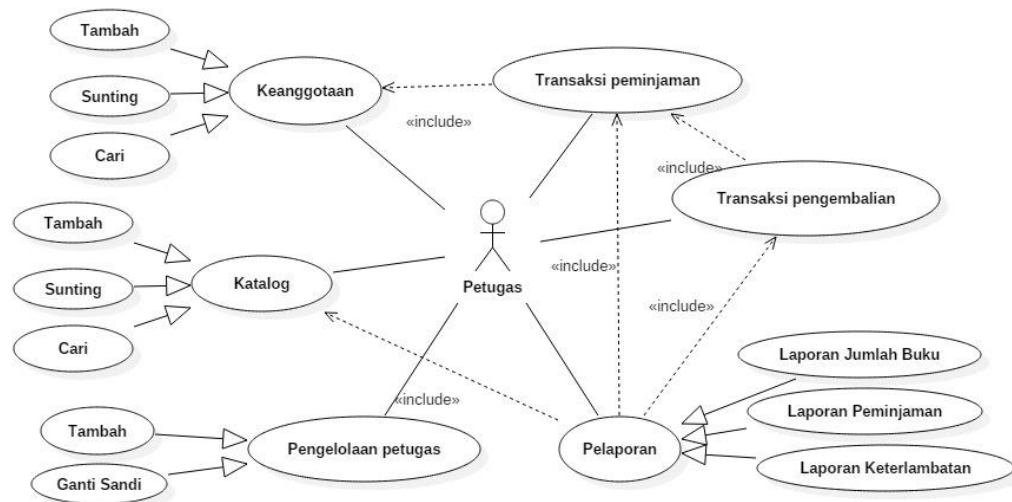 Tambah
Sunting
Cari
Keanggotaan
«include»
Transaksi peminjaman
«include»
Transaksi pengembalian
Tambah
Sunting
Cari
Katalog
Petugas
«include»
«include»
«include»
Tambah
Ganti Sandi
Pengelolaan petugas
Pelaporan
Laporan Jumlah Buku
Laporan Peminjaman
Laporan Keterlambatan